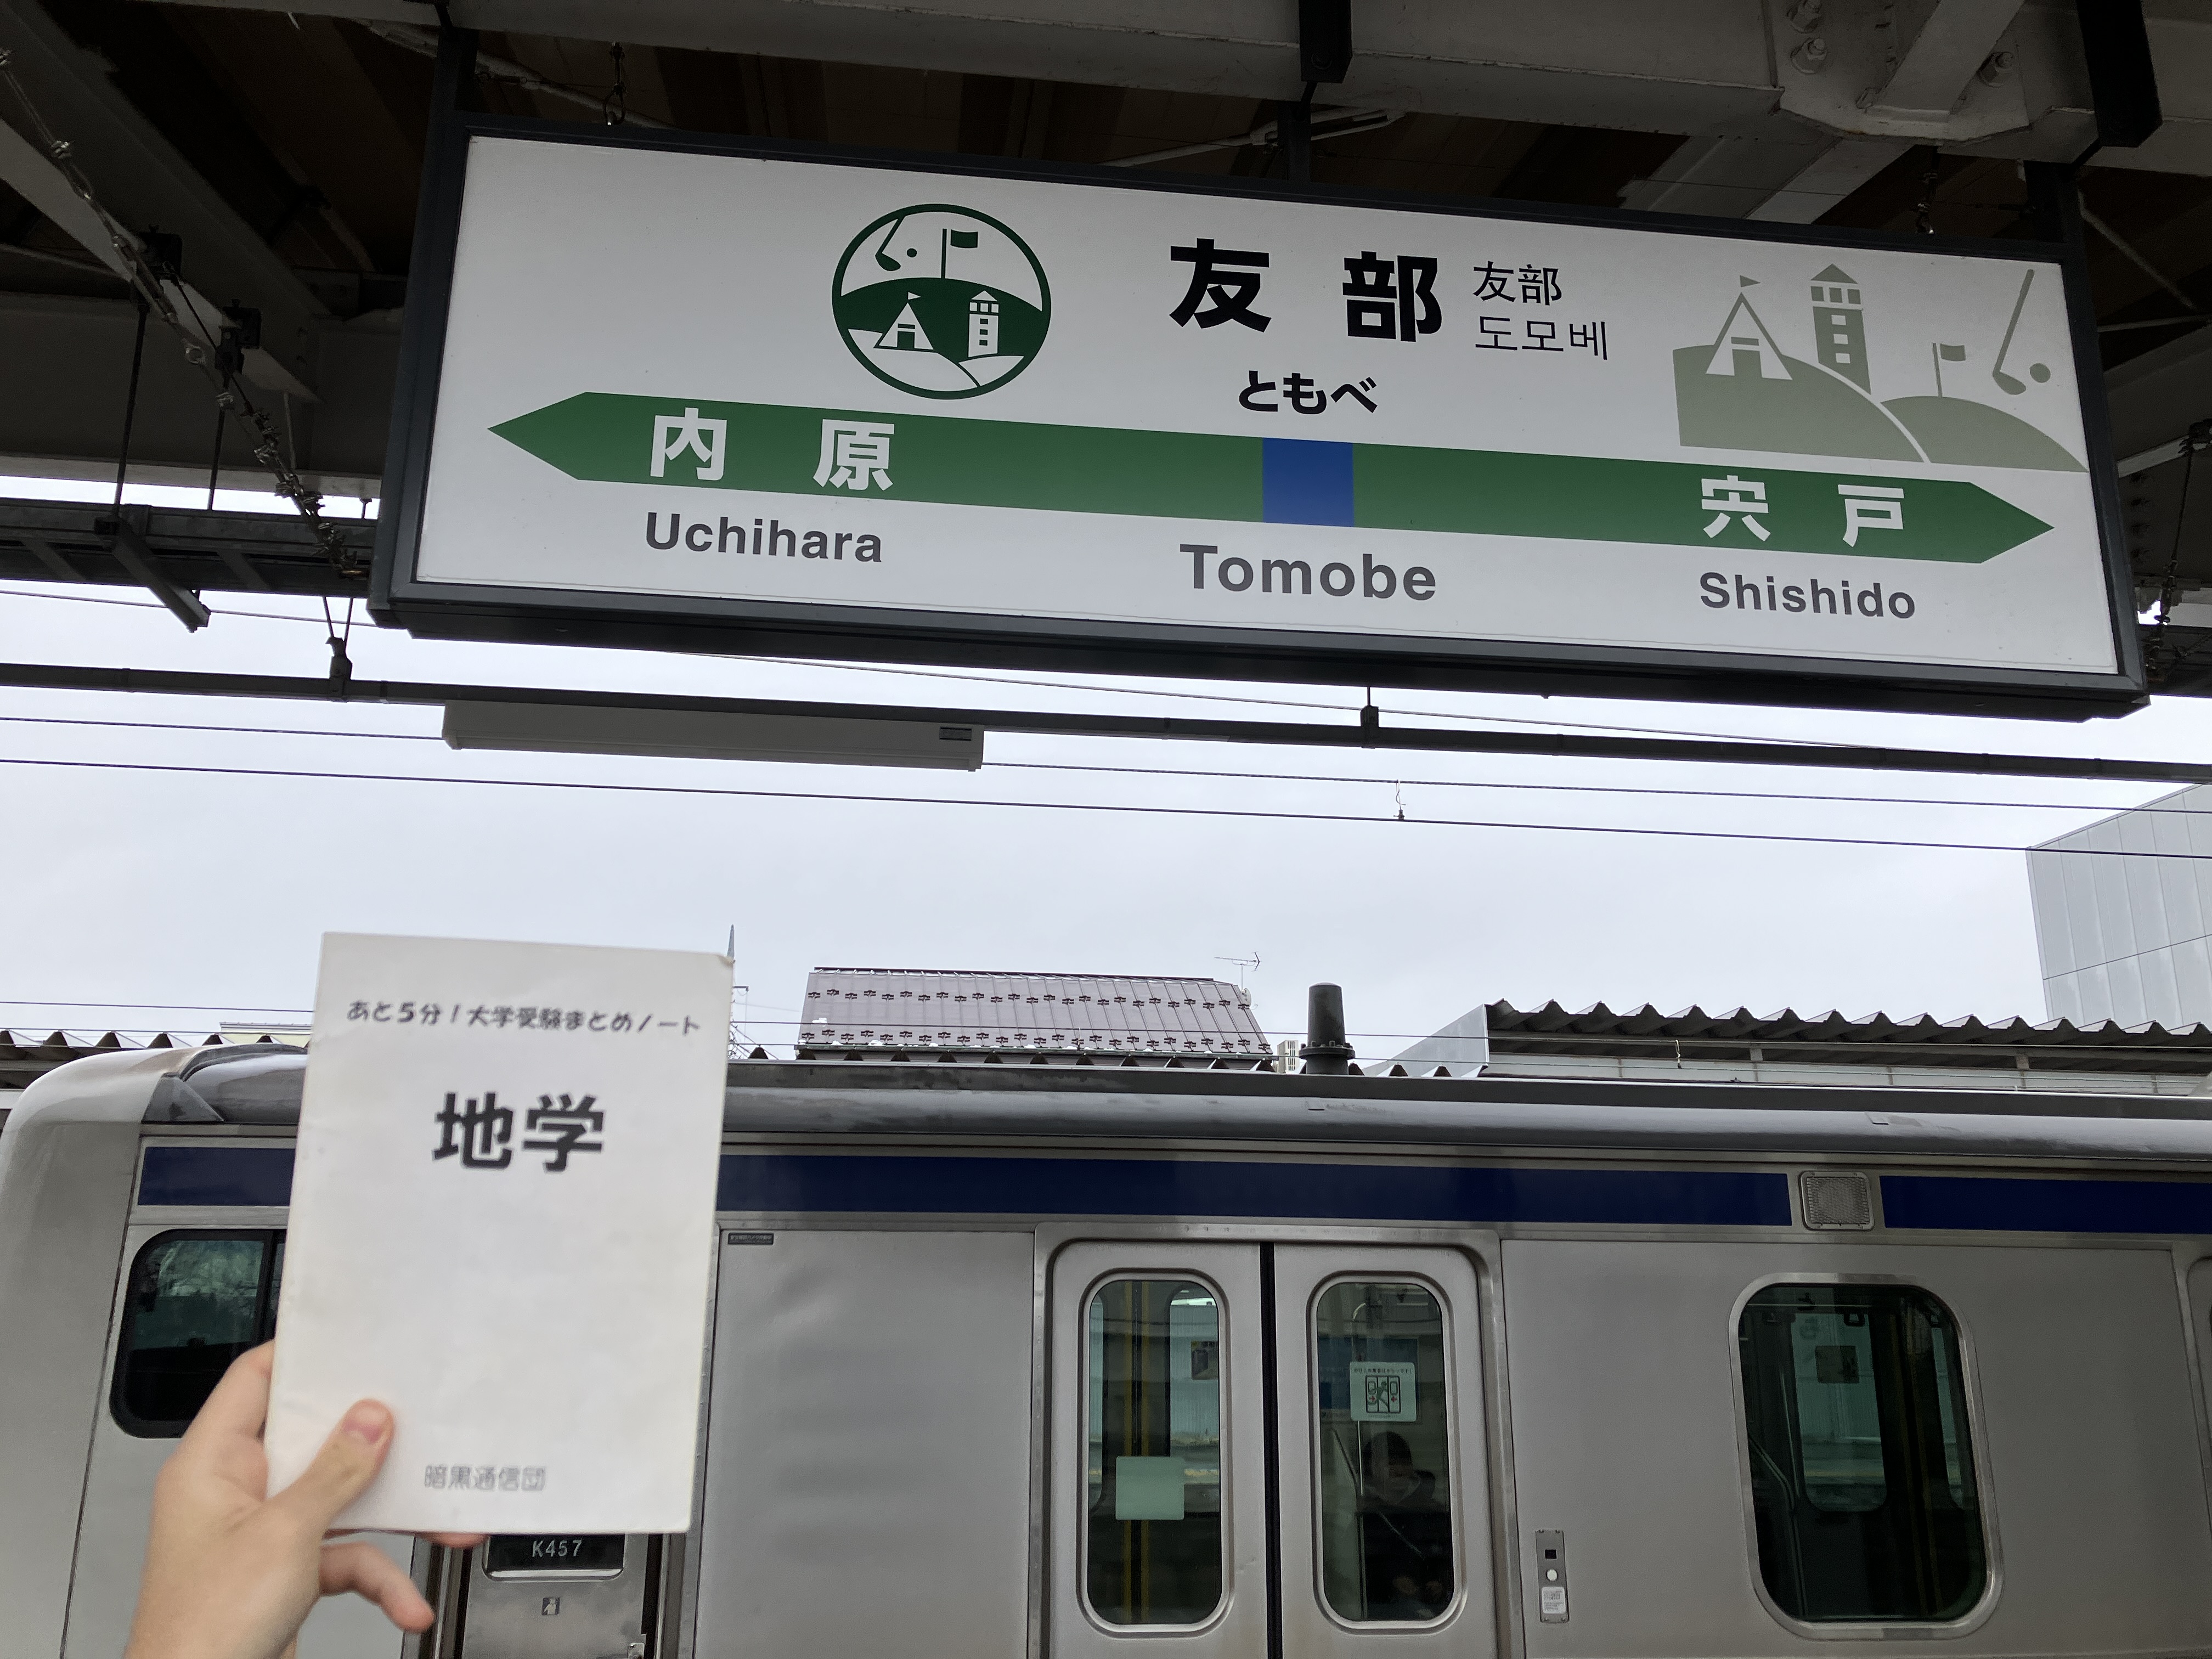 友部
友部
도모베
ともべ
内原
宍戸
Uchihara
Tomobe
Shishido
あと5分!大学受験まとめノート
地学
暗黒通信団
K457